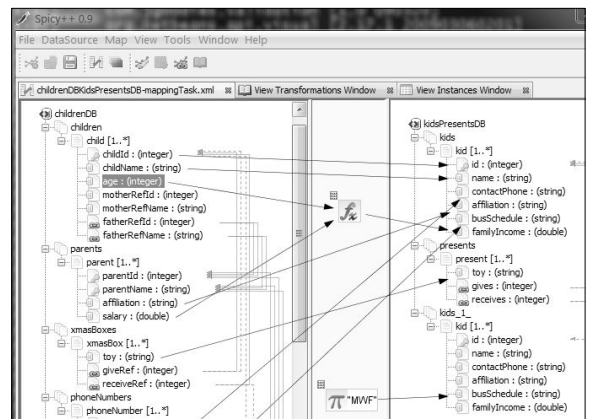 Spicy++ 0.9
File DataSource Map View Tools Window Help
childrenDBKidsPresentsDB-mappingTask.xml View Transformations Window View Instances Window
childrenDB
children
child [1..*]
childId : (integer)
childName : (string)
age : (integer)
motherRefId : (integer)
motherRefName : (string)
fatherRefId : (integer)
fatherRefName : (string)
parents
parent [1..*]
parentId : (integer)
parentName : (string)
affiliation : (string)
salary : (double)
xmasBoxes
xmasBox [1..*]
toy : (string)
giveRef : (integer)
receiveRef : (integer)
phoneNumbers
phoneNumber [1..*]
fx
π "MWF"
kidsPresentsDB
kids
kid [1..*]
id : (integer)
name : (string)
contactPhone : (string)
affiliation : (string)
busSchedule : (string)
familyIncome : (double)
presents
present [1..*]
toy : (string)
gives : (integer)
receives : (integer)
kids_1_
kid [1..*]
id : (integer)
name : (string)
contactPhone : (string)
affiliation : (string)
busSchedule : (string)
familyIncome : (double)